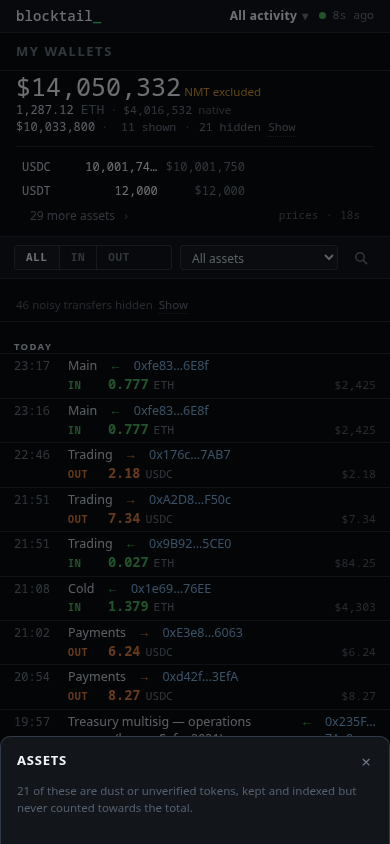 blocktail_ All activity ▾ 8s ago
MY WALLETS
$14,050,332 NMT excluded
1,287.12 ETH · $4,016,532 native
$10,033,800 · 11 shown · 21 hidden Show
USDC 10,001,74… $10,001,750
USDT 12,000 $12,000
29 more assets › prices · 18s
ALL IN OUT All assets
46 noisy transfers hidden Show
TODAY
23:17 Main ← 0xfe83…6E8f
IN 0.777 ETH $2,425
23:16 Main ← 0xfe83…6E8f
IN 0.777 ETH $2,425
22:46 Trading → 0x176c…7AB7
OUT 2.18 USDC $2.18
21:51 Trading → 0xA2D8…F50c
OUT 7.34 USDC $7.34
21:51 Trading ← 0x9B92…5CE0
IN 0.027 ETH $84.25
21:08 Cold ← 0x1e69…76EE
IN 1.379 ETH $4,303
21:02 Payments → 0xE3e8…6063
OUT 6.24 USDC $6.24
20:54 Payments → 0xd42f…3EfA
OUT 8.27 USDC $8.27
19:57 Treasury multisig — operations ← 0x235F…
ASSETS ×
21 of these are dust or unverified tokens, kept and indexed but
never counted towards the total.